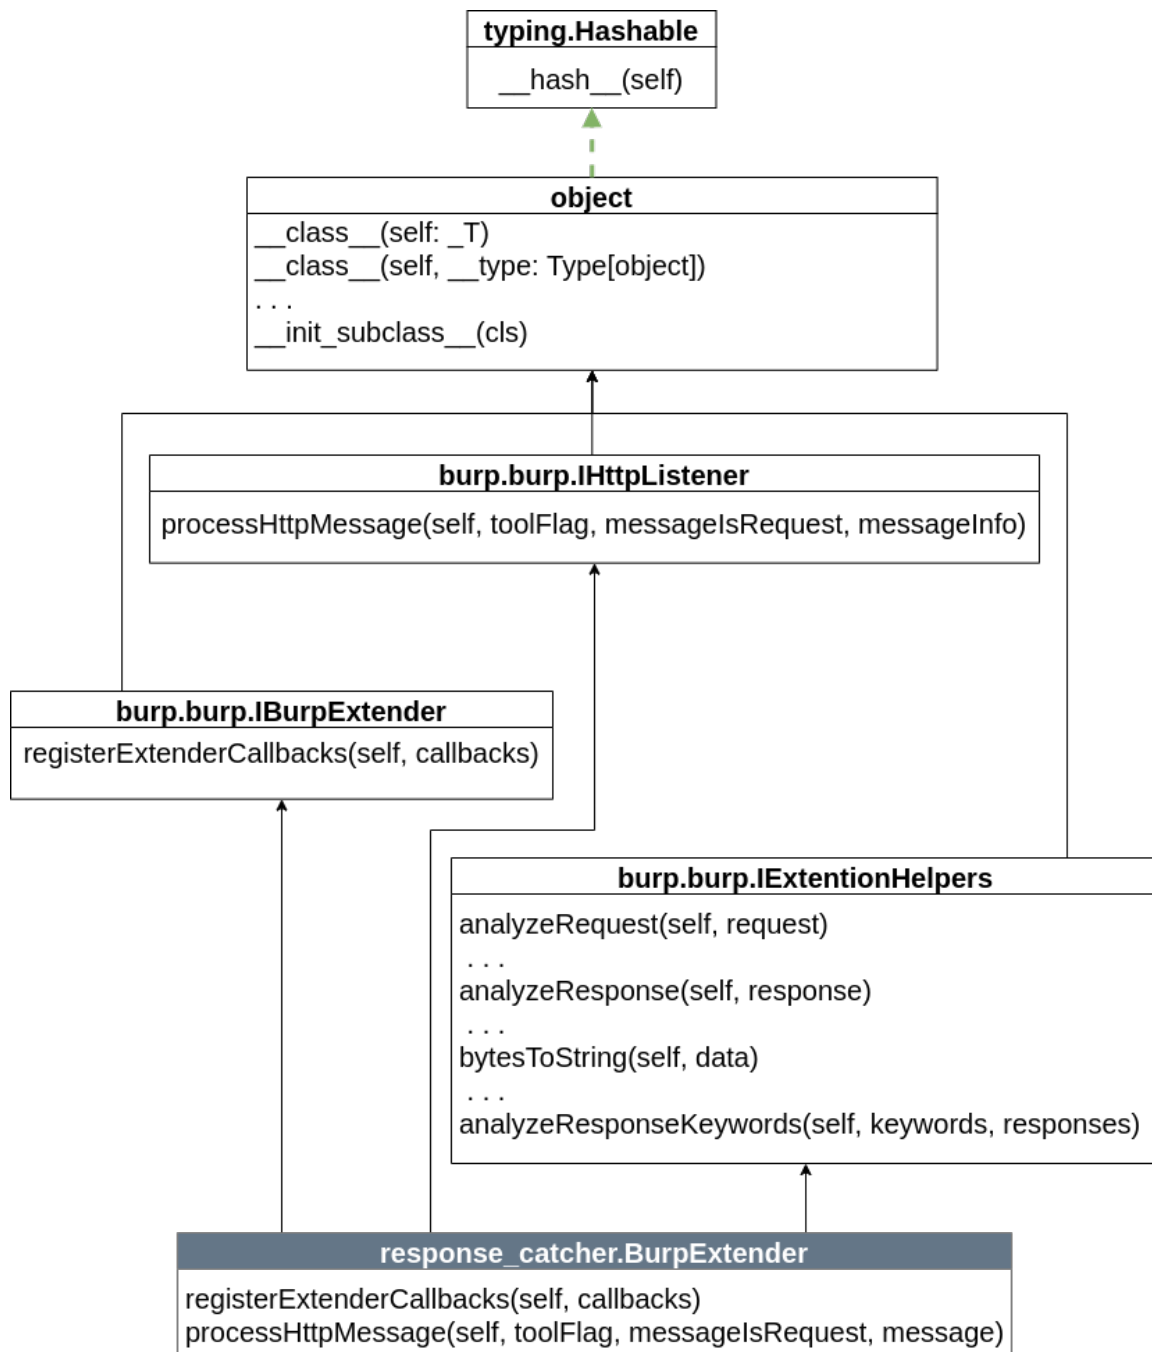 typing.Hashable
__hash__(self)
object
__class__(self: _T)
__class__(self, __type: Type[object])
. . .
__init_subclass__(cls)
burp.burp.IHttpListener
processHttpMessage(self, toolFlag, messageIsRequest, messageInfo)
burp.burp.IBurpExtender
registerExtenderCallbacks(self, callbacks)
burp.burp.IExtentionHelpers
analyzeRequest(self, request)
. . .
analyzeResponse(self, response)
. . .
bytesToString(self, data)
. . .
analyzeResponseKeywords(self, keywords, responses)
response_catcher.BurpExtender
registerExtenderCallbacks(self, callbacks)
processHttpMessage(self, toolFlag, messageIsRequest, message)